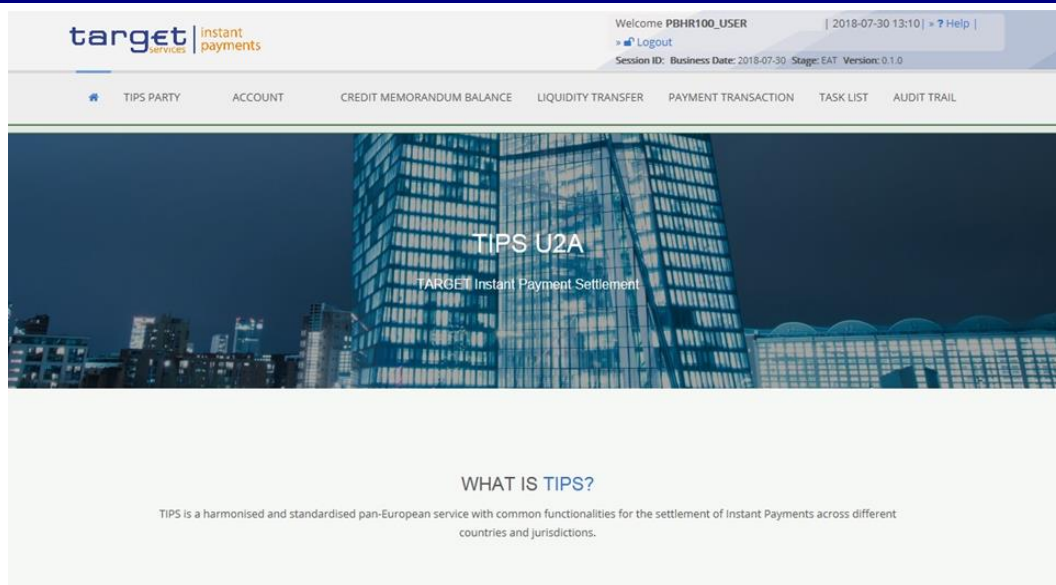 target services | instant payments
Welcome PBHR100_USER | 2018-07-30 13:10 | » ? Help |
» Logout
Session ID: Business Date: 2018-07-30 Stage: EAT Version: 0.1.0
TIPS PARTY ACCOUNT CREDIT MEMORANDUM BALANCE LIQUIDITY TRANSFER PAYMENT TRANSACTION TASK LIST AUDIT TRAIL
TIPS U2A
TARGET Instant Payment Settlement
WHAT IS TIPS?
TIPS is a harmonised and standardised pan-European service with common functionalities for the settlement of Instant Payments across different
countries and jurisdictions.